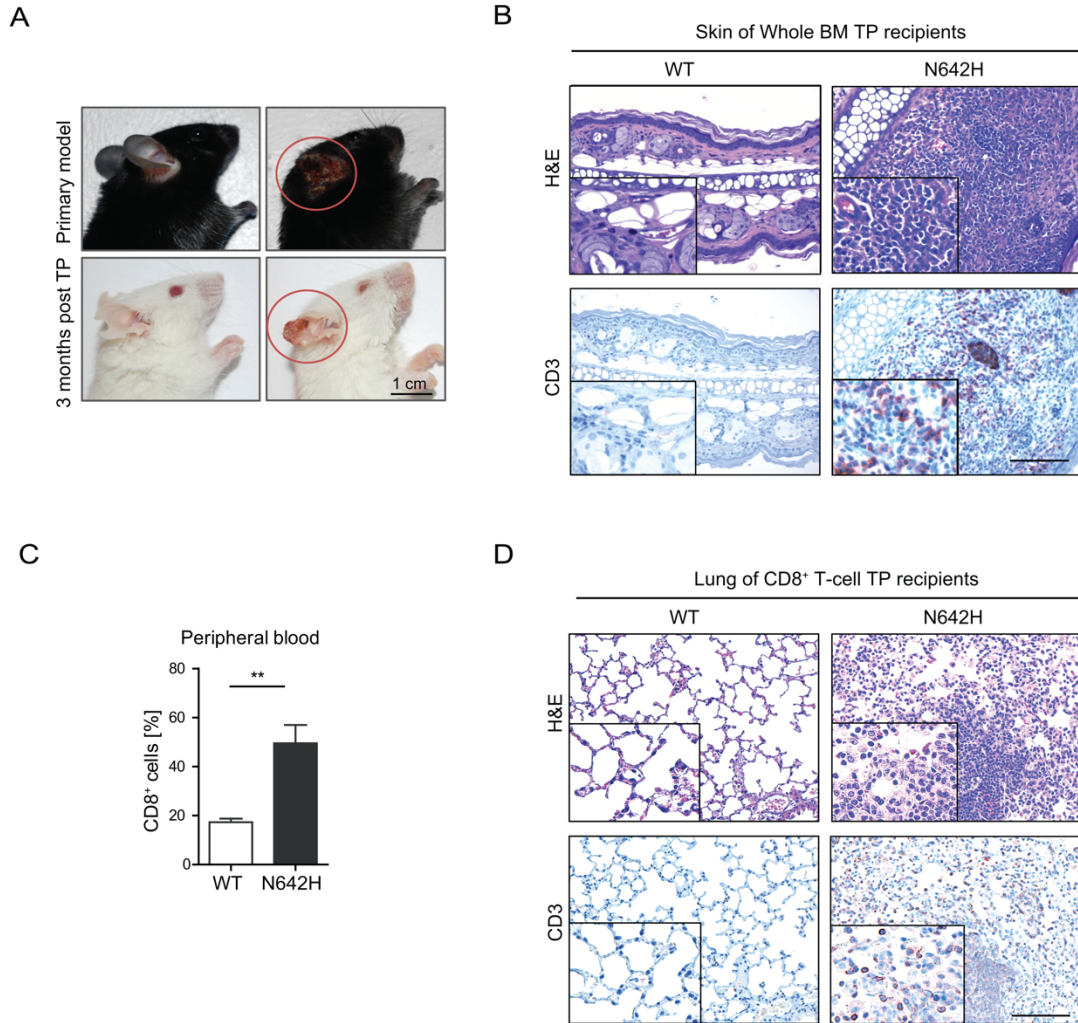 A
Primary model
3 months post TP
1 cm
B
Skin of Whole BM TP recipients
WT N642H
H&E
CD3
C
Peripheral blood
CD8⁺ cells [%]
80
60
40
20
0
**
WT N642H
D
Lung of CD8⁺ T-cell TP recipients
WT N642H
H&E
CD3